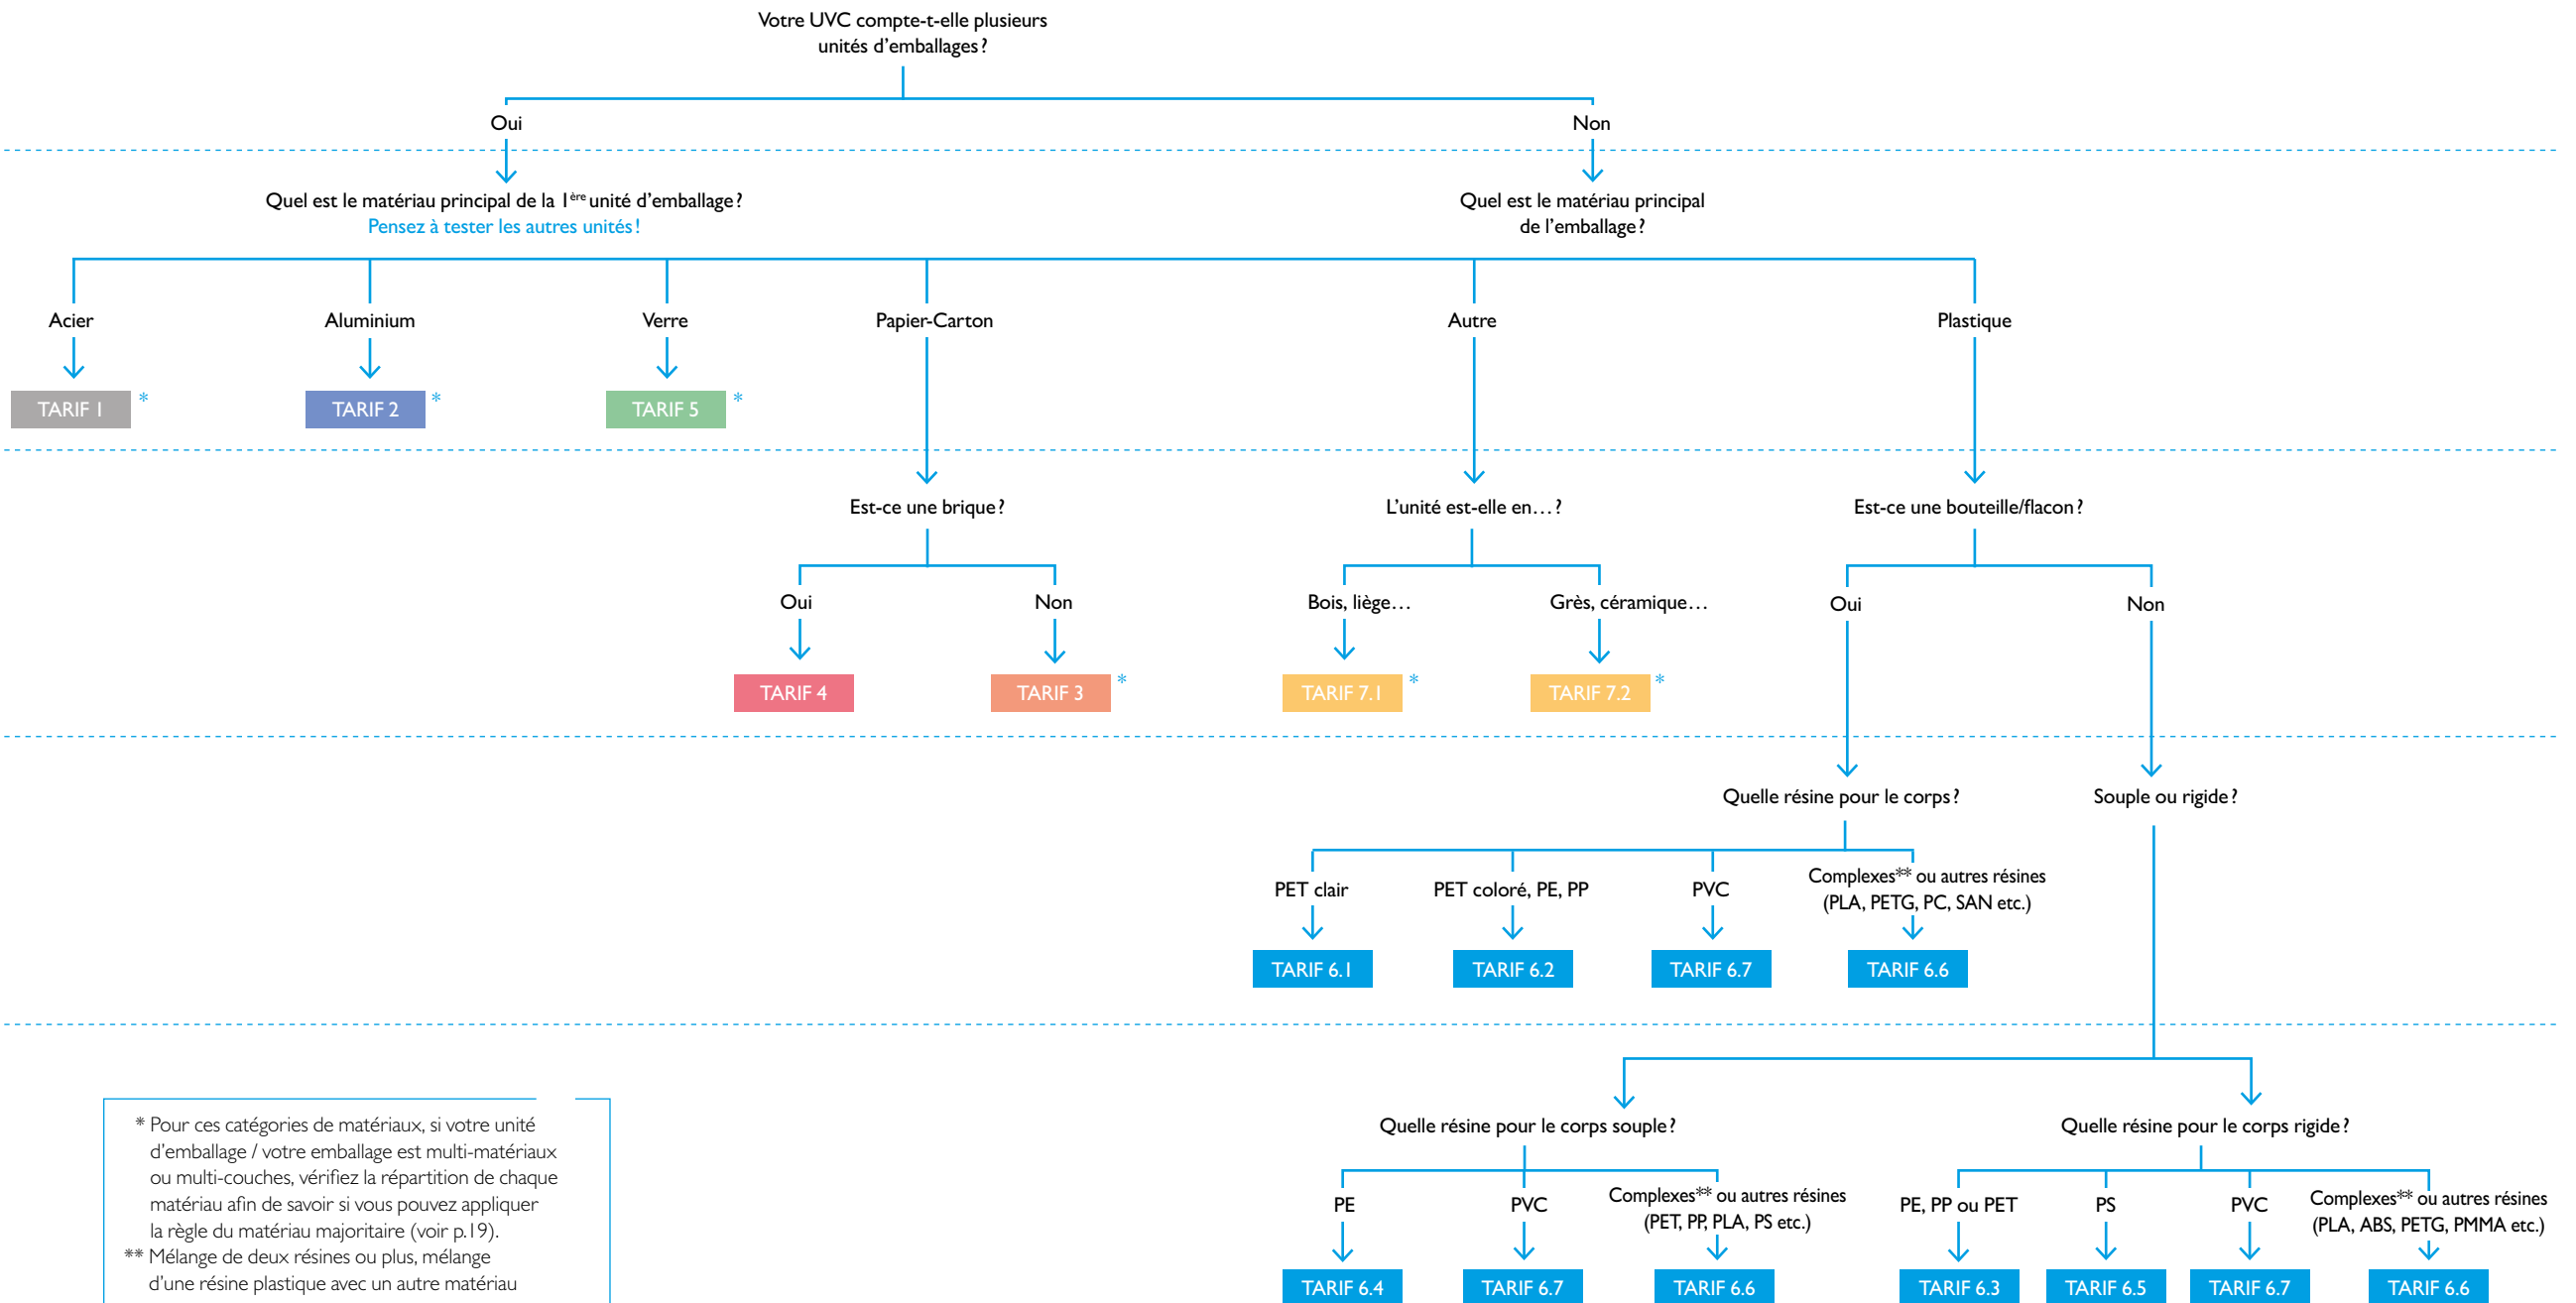 Votre UVC compte-t-elle plusieurs
unités d’emballages ?
Oui
Non
Quel est le matériau principal de la 1ère unité d’emballage ?
Pensez à tester les autres unités !
Quel est le matériau principal
de l’emballage ?
Acier
Aluminium
Verre
Papier-Carton
Autre
Plastique
TARIF 1 *
TARIF 2 *
TARIF 5 *
Est-ce une brique ?
L’unité est-elle en… ?
Est-ce une bouteille/flacon ?
Oui
Non
Bois, liège…
Grès, céramique…
Oui
Non
TARIF 4
TARIF 3 *
TARIF 7.1 *
TARIF 7.2 *
Quelle résine pour le corps ?
Souple ou rigide ?
PET clair
PET coloré, PE, PP
PVC
Complexes** ou autres résines
(PLA, PETG, PC, SAN etc.)
TARIF 6.1
TARIF 6.2
TARIF 6.7
TARIF 6.6
Quelle résine pour le corps souple ?
Quelle résine pour le corps rigide ?
PE
PVC
Complexes** ou autres résines
(PET, PP, PLA, PS etc.)
PE, PP ou PET
PS
PVC
Complexes** ou autres résines
(PLA, ABS, PETG, PMMA etc.)
TARIF 6.4
TARIF 6.7
TARIF 6.6
TARIF 6.3
TARIF 6.5
TARIF 6.7
TARIF 6.6
* Pour ces catégories de matériaux, si votre unité
d’emballage / votre emballage est multi-matériaux
ou multi-couches, vérifiez la répartition de chaque
matériau afin de savoir si vous pouvez appliquer
la règle du matériau majoritaire (voir p.19).
** Mélange de deux résines ou plus, mélange
d’une résine plastique avec un autre matériau